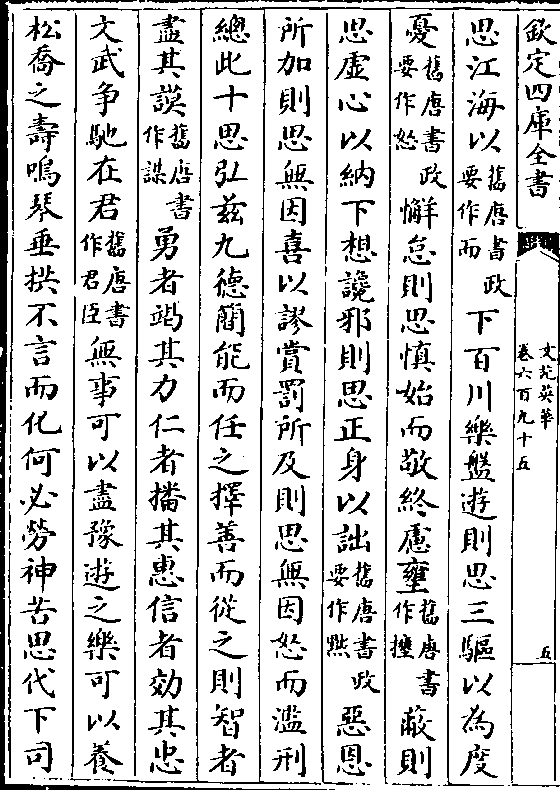 欽定四庫全書
文苑英華
卷六百九十五
五
思江海以舊唐書政要作而下百川樂盤遊則思三驅以為度
憂舊唐書政要作怒懈怠則思慎始而敬終慮壅舊唐書作擁蔽則
思虛心以納下想讒邪則思正身以詘舊唐書政要作黜惡恩
所加則思無因喜以謬賞罰所及則思無因怒而濫刑
總此十思弘茲九德簡能而任之擇善而從之則智者
盡其謨舊唐書作謀勇者竭其力仁者播其惠信者効其忠
文武争馳在君舊唐書作君臣無事可以盡豫遊之樂可以養
松喬之壽鳴琴垂拱不言而化何必勞神苦思代下司